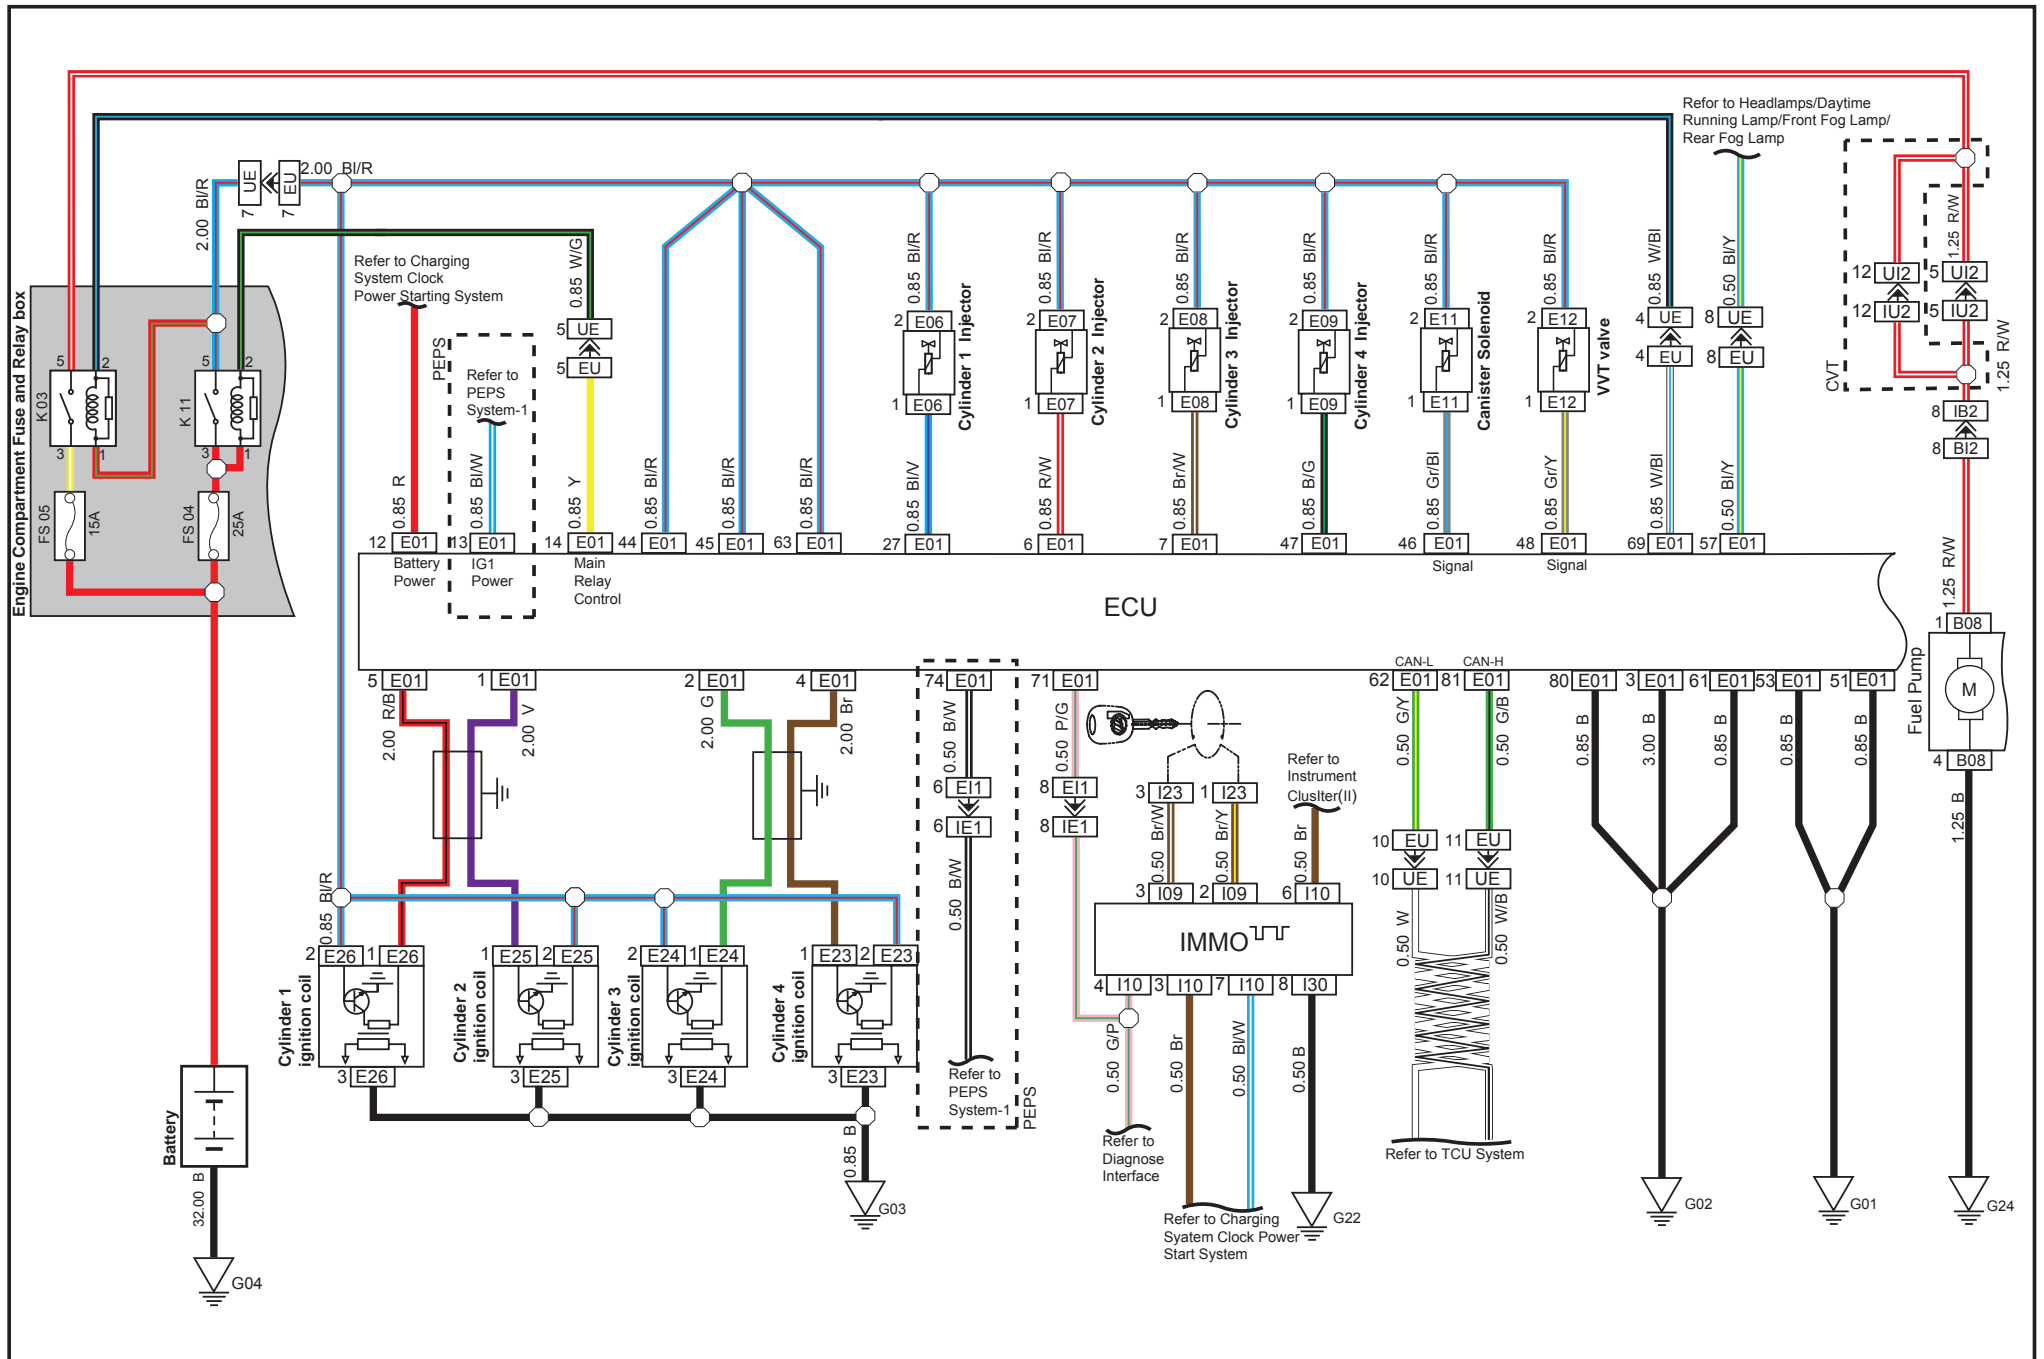 Refor to Headlamps/Daytime
Running Lamp/Front Fog Lamp/
Rear Fog Lamp
2.00 Bl/R
UE
7
EU
7
2.00 Bl/R
Refer to Charging
System Clock
Power Starting System
PEPS
Refer to
PEPS
System-1
0.85 W/G
5 UE
5 EU
0.85 Bl/R
0.85 Bl/R
0.85 Bl/R
0.85 Bl/R
0.85 Bl/R
0.85 Bl/R
0.85 W/Bl
0.50 Bl/Y
1.25 R/W
12 UI2
5 UI2
12 IU2
5 IU2
CVT
1.25 R/W
8 IB2
8 BI2
1.25 R/W
Engine Compartment Fuse and Relay box
5
2
K 03
3
1
5
2
K 11
3
1
FS 05
15A
FS 04
25A
2 E06
1 E06
Cylinder 1 Injector
2 E07
1 E07
Cylinder 2 Injector
2 E08
1 E08
Cylinder 3 Injector
2 E09
1 E09
Cylinder 4 Injector
2 E11
1 E11
Canister Solenoid
2 E12
1 E12
VVT valve
4 UE
4 EU
8 UE
8 EU
0.85 R
0.85 Bl/W
0.85 Y
0.85 Bl/R
0.85 Bl/R
0.85 Bl/R
0.85 Bl/V
0.85 R/W
0.85 Br/W
0.85 B/G
0.85 Gr/Bl
0.85 Gr/Y
0.85 W/Bl
0.50 Bl/Y
12 E01
13 E01
14 E01
44 E01
45 E01
63 E01
27 E01
6 E01
7 E01
47 E01
46 E01
48 E01
69 E01
57 E01
Battery
Power
IG1
Power
Main
Relay
Control
Signal
Signal
ECU
CAN-L
CAN-H
5 E01
1 E01
2 E01
4 E01
74 E01
71 E01
62 E01
81 E01
80 E01
3 E01
61 E01
53 E01
51 E01
1 B08
Fuel Pump
M
4 B08
1.25 B
2.00 R/B
2.00 V
2.00 G
2.00 Br
0.50 B/W
0.50 P/G
0.50 G/Y
0.50 G/B
0.85 B
3.00 B
0.85 B
0.85 B
0.85 B
6 EI1
6 IE1
8 EI1
8 IE1
3 I23
1 I23
Refer to
Instrument
Cluslter(II)
0.50 Br/W
0.50 Br/Y
0.50 Br
10 EU
11 EU
10 UE
11 UE
0.50 B/W
3 I09
2 I09
6 I10
IMMO
4 I10
3 I10
7 I10
8 I30
0.50 W
0.50 W/B
0.85 Bl/R
2 E26
1 E26
1 E25
2 E25
2 E24
1 E24
1 E23
2 E23
Cylinder 1
ignition coil
Cylinder 2
ignition coil
Cylinder 3
ignition coil
Cylinder 4
ignition coil
3 E26
3 E25
3 E24
3 E23
0.85 B
Refer to
PEPS
System-1
PEPS
0.50 G/P
0.50 Br
0.50 Bl/W
0.50 B
Refer to
Diagnose
Interface
Refer to Charging
Syatem Clock Power
Start System
Refer to TCU System
Battery
32.00 B
G04
G03
G22
G02
G01
G24